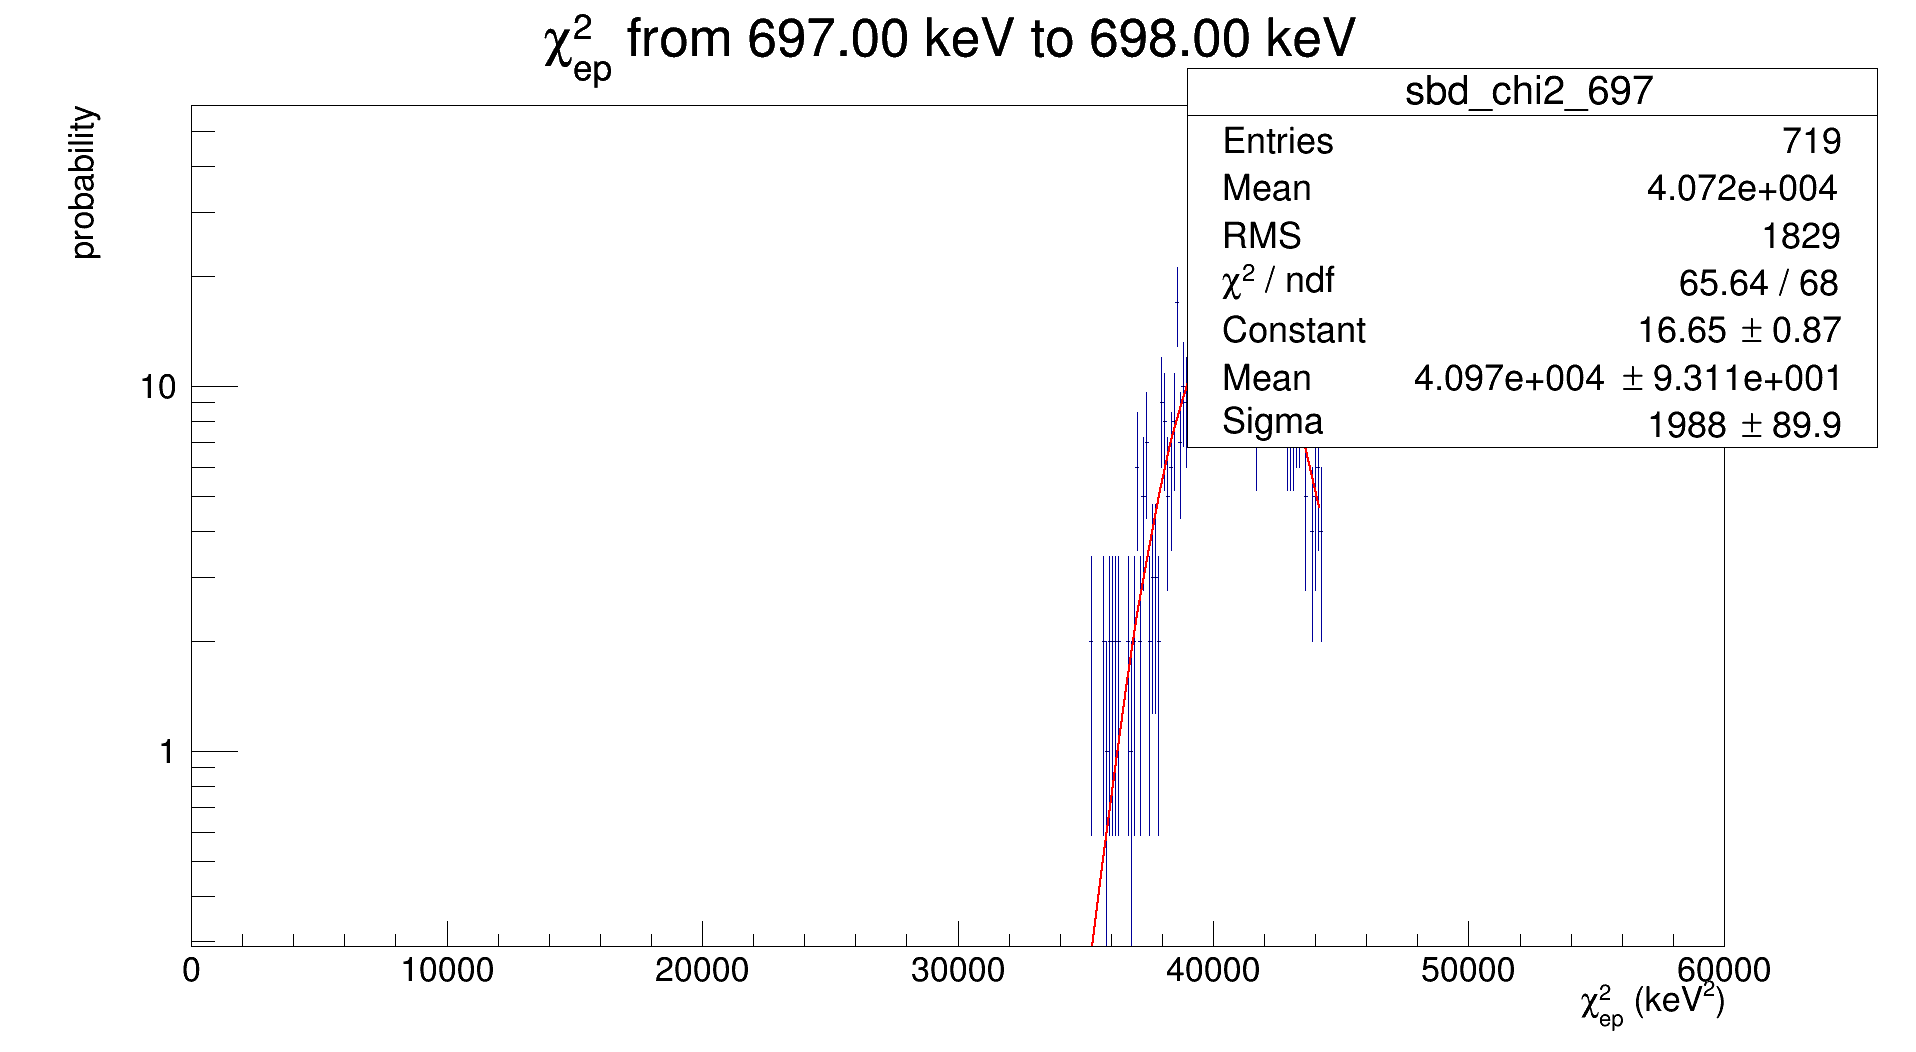 χ²ep from 697.00 keV to 698.00 keV
probability
sbd_chi2_697
Entries 719
Mean 4.072e+004
RMS 1829
χ² / ndf 65.64 / 68
Constant 16.65 ± 0.87
Mean 4.097e+004 ± 9.311e+001
Sigma 1988 ± 89.9
10
1
0 10000 20000 30000 40000 50000 60000
χ²ep (keV²)